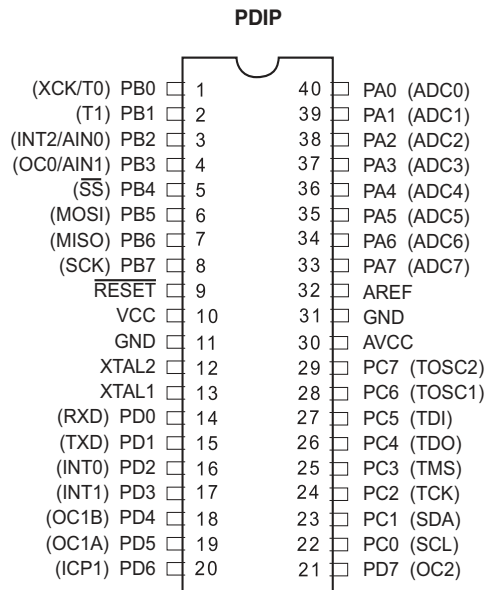 PDIP
(XCK/T0) PB0 1 40 PA0 (ADC0)
(T1) PB1 2 39 PA1 (ADC1)
(INT2/AIN0) PB2 3 38 PA2 (ADC2)
(OC0/AIN1) PB3 4 37 PA3 (ADC3)
(S̅S̅) PB4 5 36 PA4 (ADC4)
(MOSI) PB5 6 35 PA5 (ADC5)
(MISO) PB6 7 34 PA6 (ADC6)
(SCK) PB7 8 33 PA7 (ADC7)
R̅E̅S̅E̅T̅ 9 32 AREF
VCC 10 31 GND
GND 11 30 AVCC
XTAL2 12 29 PC7 (TOSC2)
XTAL1 13 28 PC6 (TOSC1)
(RXD) PD0 14 27 PC5 (TDI)
(TXD) PD1 15 26 PC4 (TDO)
(INT0) PD2 16 25 PC3 (TMS)
(INT1) PD3 17 24 PC2 (TCK)
(OC1B) PD4 18 23 PC1 (SDA)
(OC1A) PD5 19 22 PC0 (SCL)
(ICP1) PD6 20 21 PD7 (OC2)